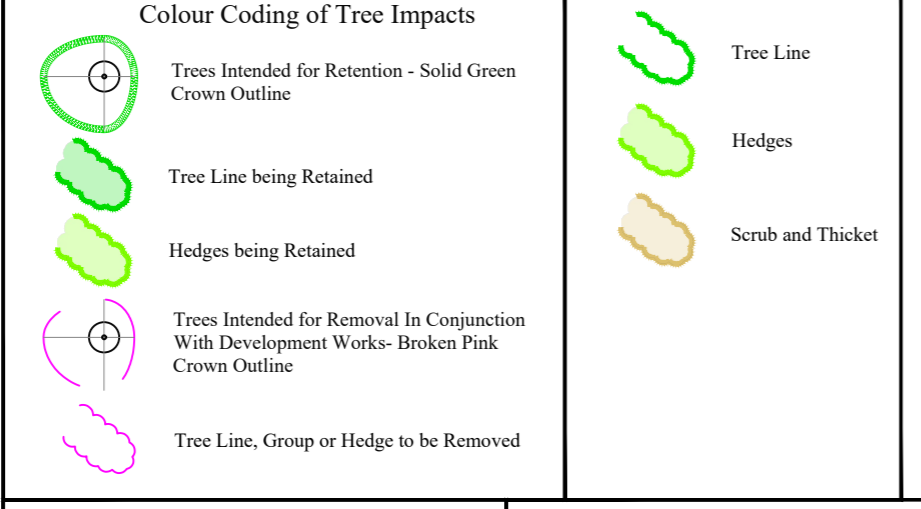 Colour Coding of Tree Impacts
Trees Intended for Retention - Solid Green
Crown Outline
Tree Line being Retained
Hedges being Retained
Trees Intended for Removal In Conjunction
With Development Works- Broken Pink
Crown Outline
Tree Line, Group or Hedge to be Removed
Tree Line
Hedges
Scrub and Thicket